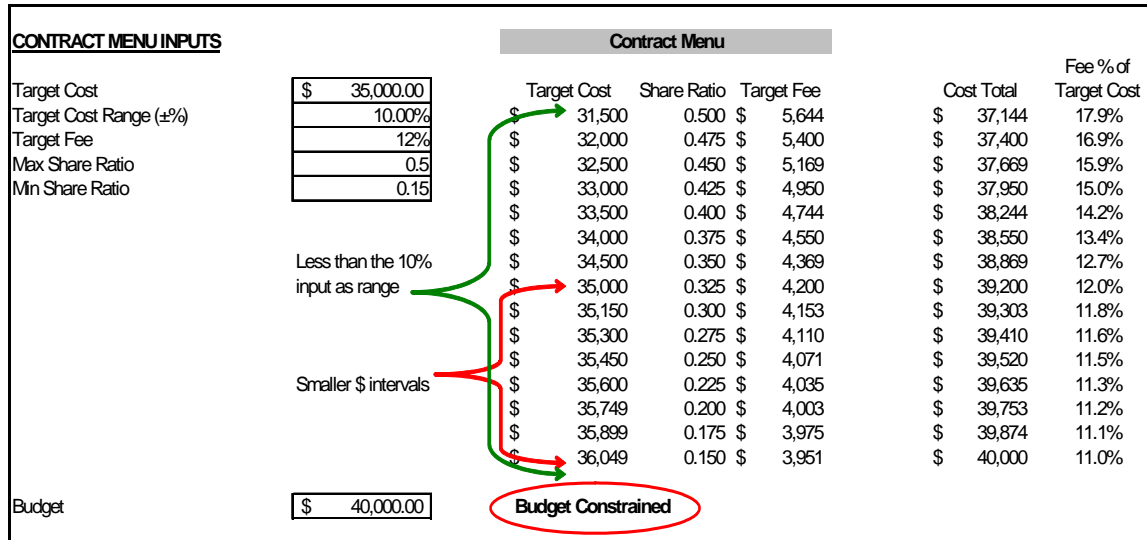 CONTRACT MENU INPUTS Contract Menu
Fee % of
Target Cost $ 35,000.00 Target Cost Share Ratio Target Fee Cost Total Target Cost
Target Cost Range (±%) 10.00% $ 31,500 0.500 $ 5,644 $ 37,144 17.9%
Target Fee 12% $ 32,000 0.475 $ 5,400 $ 37,400 16.9%
Max Share Ratio 0.5 $ 32,500 0.450 $ 5,169 $ 37,669 15.9%
Min Share Ratio 0.15 $ 33,000 0.425 $ 4,950 $ 37,950 15.0%
$ 33,500 0.400 $ 4,744 $ 38,244 14.2%
$ 34,000 0.375 $ 4,550 $ 38,550 13.4%
Less than the 10% $ 34,500 0.350 $ 4,369 $ 38,869 12.7%
input as range $ 35,000 0.325 $ 4,200 $ 39,200 12.0%
$ 35,150 0.300 $ 4,153 $ 39,303 11.8%
$ 35,300 0.275 $ 4,110 $ 39,410 11.6%
$ 35,450 0.250 $ 4,071 $ 39,520 11.5%
Smaller $ intervals $ 35,600 0.225 $ 4,035 $ 39,635 11.3%
$ 35,749 0.200 $ 4,003 $ 39,753 11.2%
$ 35,899 0.175 $ 3,975 $ 39,874 11.1%
$ 36,049 0.150 $ 3,951 $ 40,000 11.0%
Budget $ 40,000.00 Budget Constrained